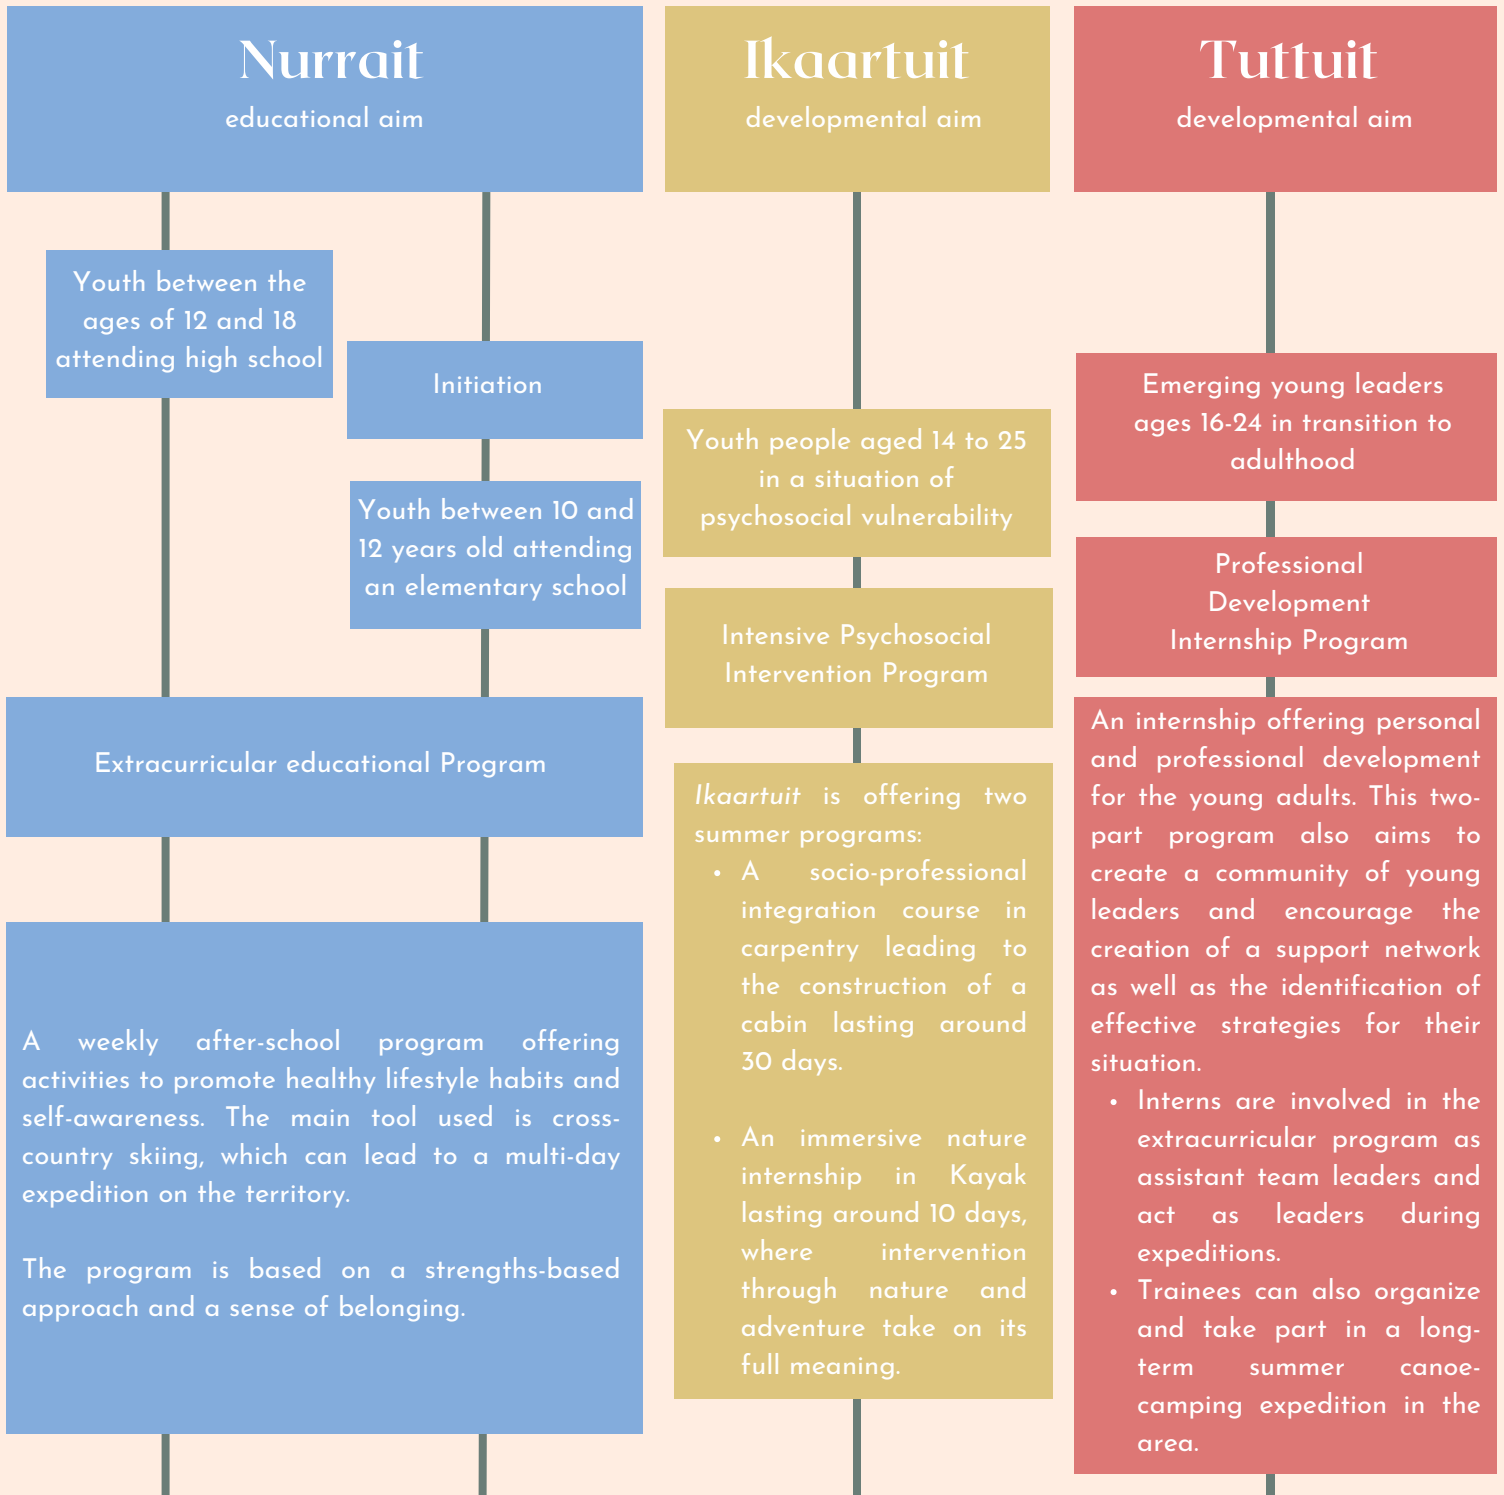 Nurrait
educational aim
Youth between the
ages of 12 and 18
attending high school
Initiation
Youth between 10 and
12 years old attending
an elementary school
Extracurricular educational Program
A weekly after-school program offering
activities to promote healthy lifestyle habits and
self-awareness. The main tool used is cross-
country skiing, which can lead to a multi-day
expedition on the territory.
The program is based on a strengths-based
approach and a sense of belonging.
Ikaartuit
developmental aim
Youth people aged 14 to 25
in a situation of
psychosocial vulnerability
Intensive Psychosocial
Intervention Program
Ikaartuit is offering two
summer programs:
• A socio-professional
integration course in
carpentry leading to
the construction of a
cabin lasting around
30 days.
• An immersive nature
internship in Kayak
lasting around 10 days,
where intervention
through nature and
adventure take on its
full meaning.
Tuttuit
developmental aim
Emerging young leaders
ages 16-24 in transition to
adulthood
Professional
Development
Internship Program
An internship offering personal
and professional development
for the young adults. This two-
part program also aims to
create a community of young
leaders and encourage the
creation of a support network
as well as the identification of
effective strategies for their
situation.
• Interns are involved in the
extracurricular program as
assistant team leaders and
act as leaders during
expeditions.
• Trainees can also organize
and take part in a long-
term summer canoe-
camping expedition in the
area.